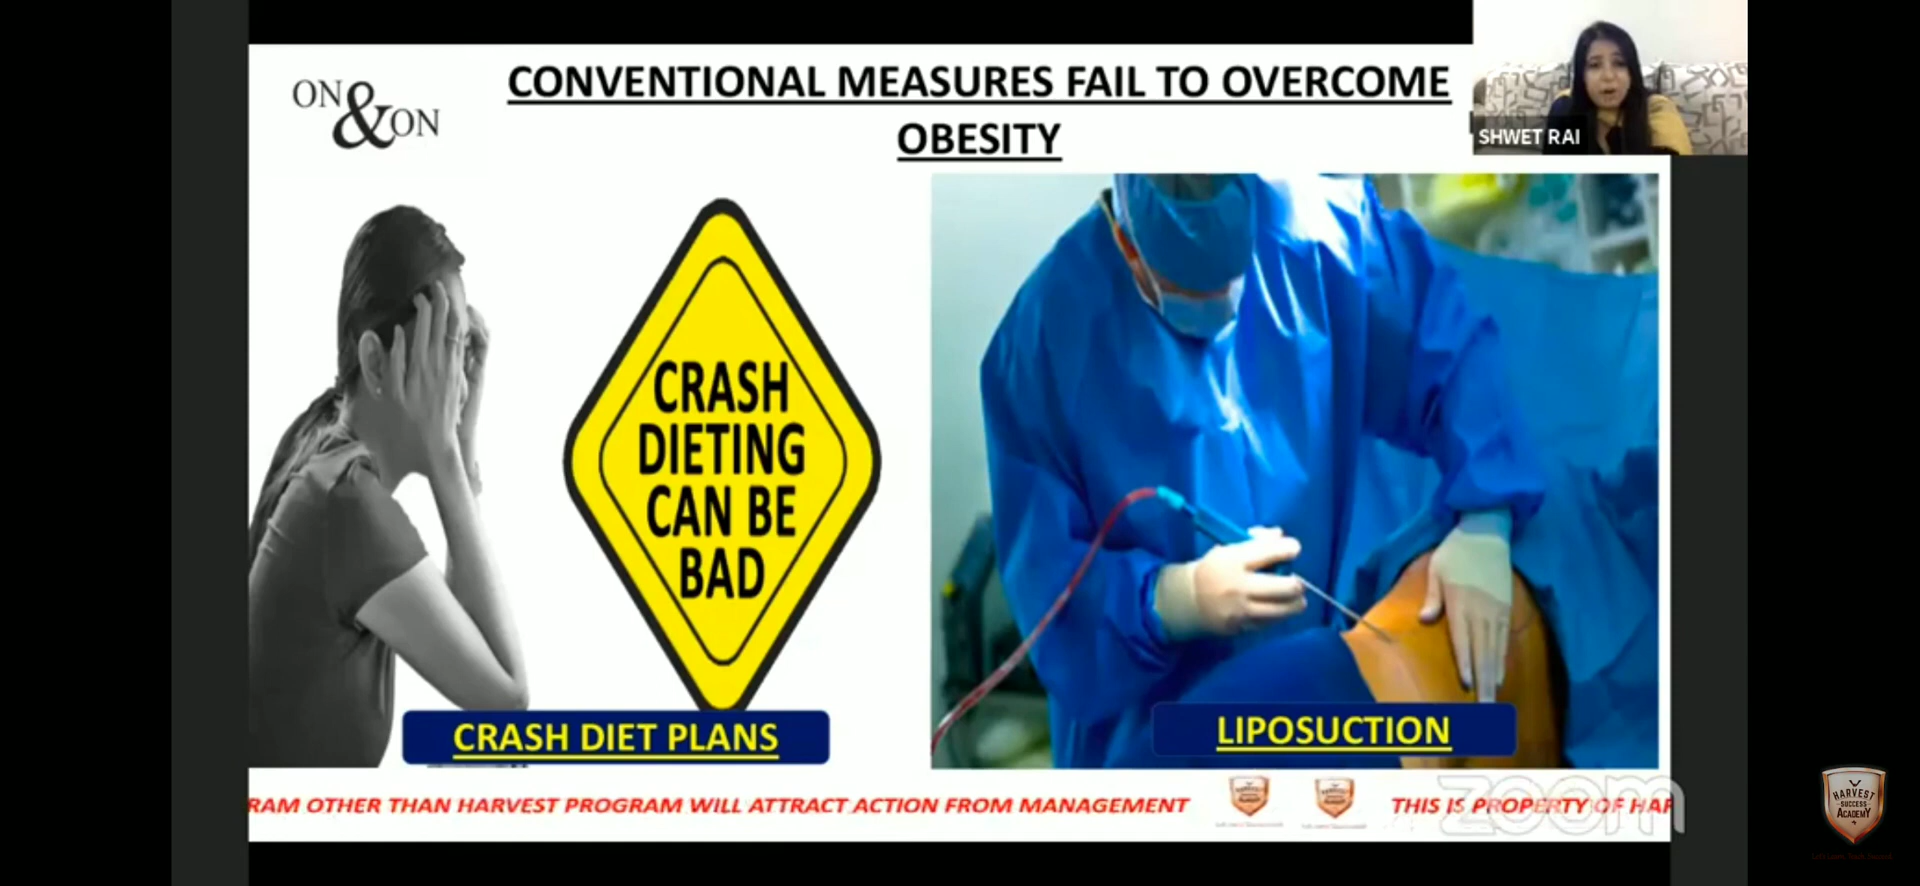 ON & ON
CONVENTIONAL MEASURES FAIL TO OVERCOME
OBESITY
SHWET RAI
CRASH
DIETING
CAN BE
BAD
CRASH DIET PLANS
LIPOSUCTION
RAM OTHER THAN HARVEST PROGRAM WILL ATTRACT ACTION FROM MANAGEMENT
THIS IS PROPERTY OF HAR
zoom
HARVEST
SUCCESS
ACADEMY